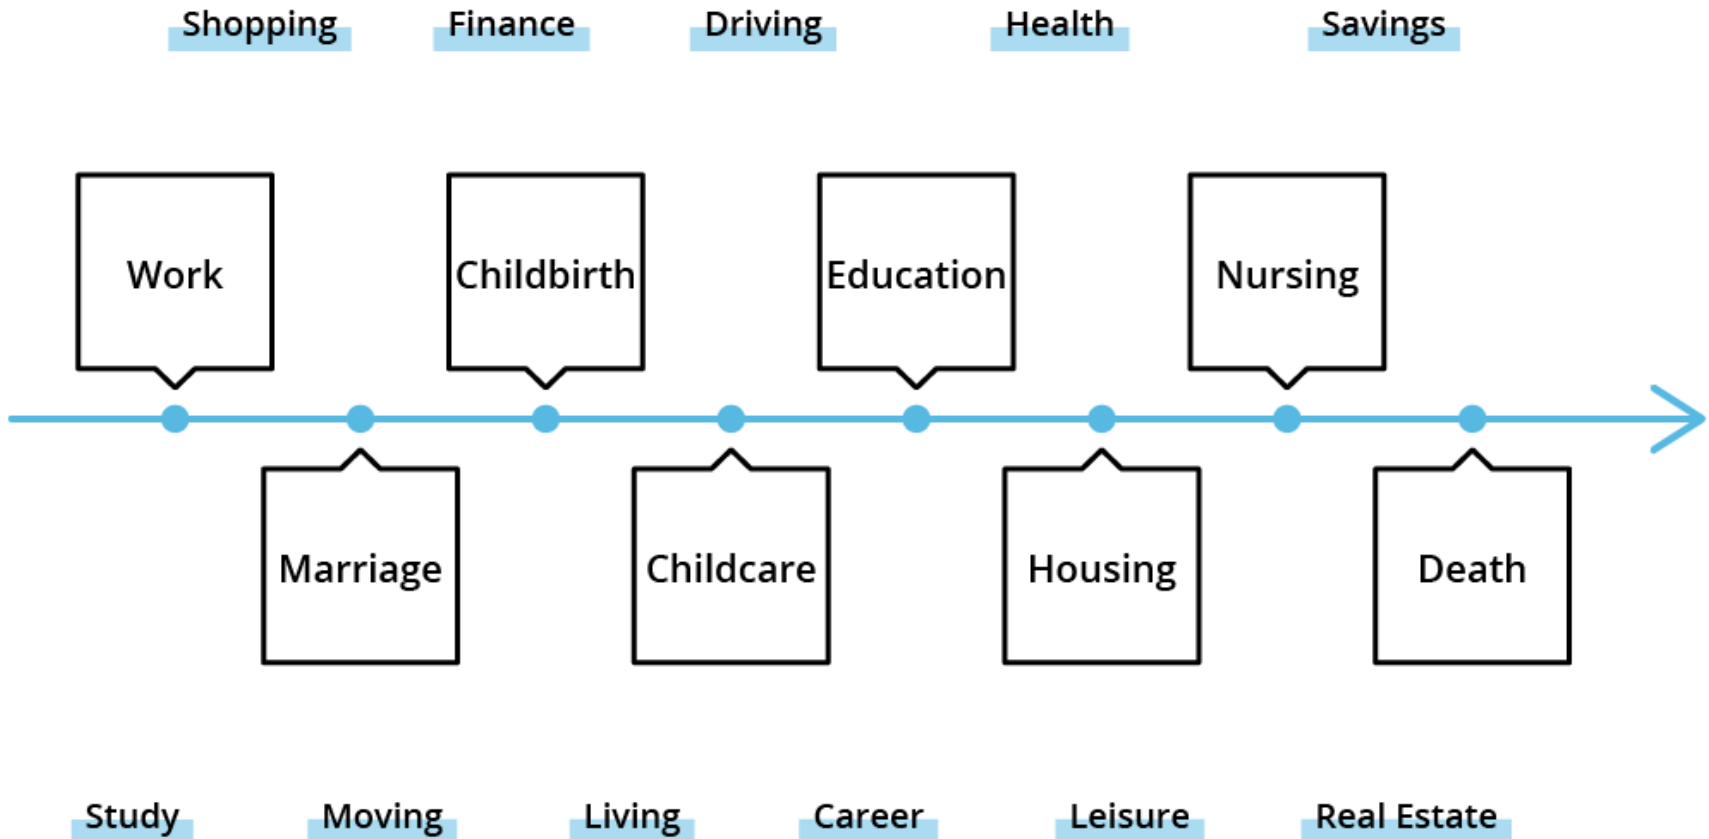 Shopping Finance Driving Health Savings
Work Childbirth Education Nursing
Marriage Childcare Housing Death
Study Moving Living Career Leisure Real Estate